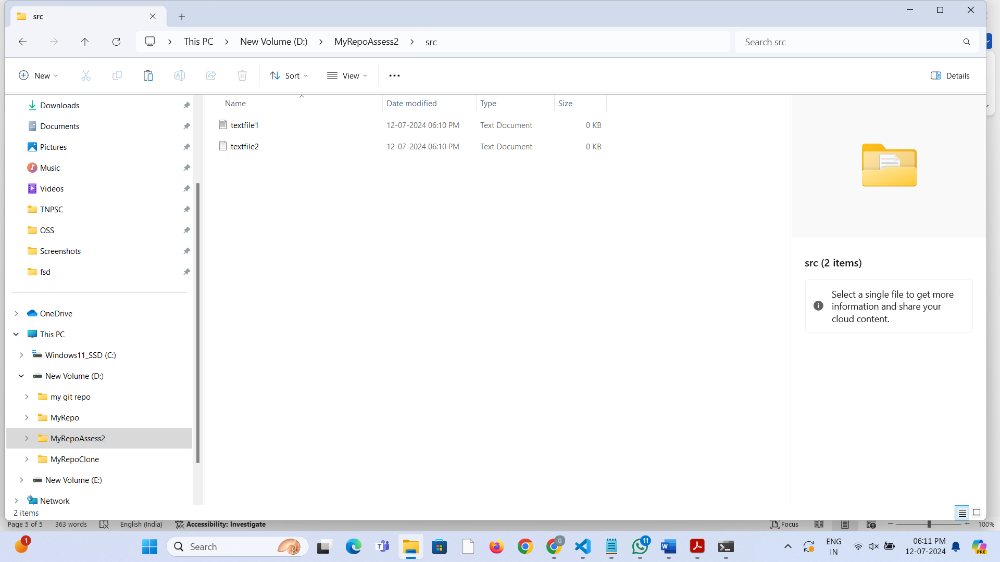 src
This PC
New Volume (D:)
MyRepoAssess2
src
Search src
New
Sort
View
Details
Downloads
Documents
Pictures
Music
Videos
TNPSC
OSS
Screenshots
fsd
OneDrive
This PC
Windows11_SSD (C:)
New Volume (D:)
my git repo
MyRepo
MyRepoAssess2
MyRepoClone
New Volume (E:)
Network
Name Date modified Type Size
textfile1 12-07-2024 06:10 PM Text Document 0 KB
textfile2 12-07-2024 06:10 PM Text Document 0 KB
src (2 items)
Select a single file to get more
information and share your
cloud content.
2 items
Page 5 of 5 363 words English (India) Accessibility: Investigate Focus 100%
1
Search
G
11
ENG
IN
06:11 PM
12-07-2024
PRE